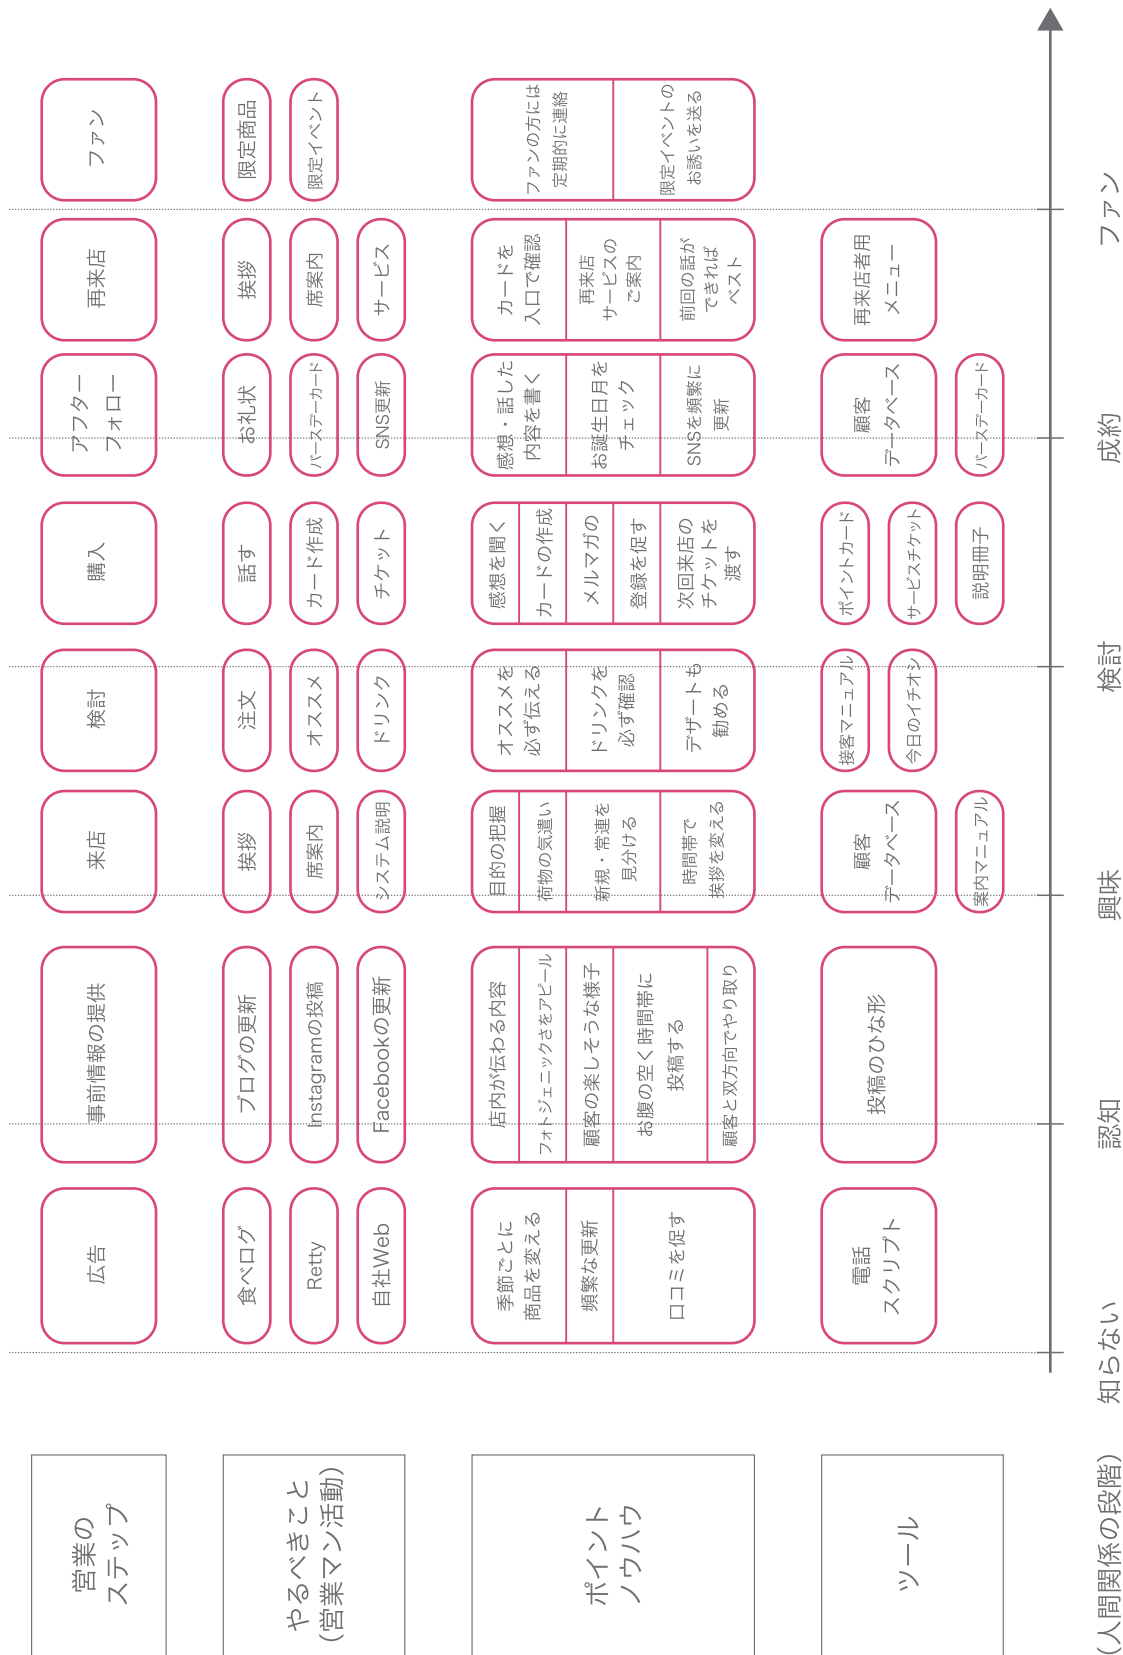 営業の
ステップ
広告
事前情報の提供
来店
検討
購入
アフター
フォロー
再来店
ファン
やるべきこと
（営業マン活動）
食べログ
Retty
自社Web
ブログの更新
Instagramの投稿
Facebookの更新
挨拶
席案内
システム説明
注文
オススメ
ドリンク
話す
カード作成
チケット
お礼状
バースデーカード
SNS更新
挨拶
席案内
サービス
限定商品
限定イベント
ポイント
ノウハウ
季節ごとに
商品を変える
頻繁な更新
口コミを促す
店内が伝わる内容
フォトジェニックさをアピール
顧客の楽しそうな様子
お腹の空く時間帯に
投稿する
顧客と双方向でやり取り
目的の把握
荷物の気遣い
新規・常連を
見分ける
時間帯で
挨拶を変える
オススメを
必ず伝える
ドリンクを
必ず確認
デザートも
勧める
感想を聞く
カードの作成
メルマガの
登録を促す
次回来店の
チケットを
渡す
感想・話した
内容を書く
お誕生日月を
チェック
SNSを頻繁に
更新
カードを
入口で確認
再来店
サービスの
ご案内
前回の話が
できれば
ベスト
ファンの方には
定期的に連絡
限定イベントの
お誘いを送る
ツール
電話
スクリプト
投稿のひな形
顧客
データベース
案内マニュアル
接客マニュアル
今日のイチオシ
ポイントカード
サービスチケット
説明冊子
顧客
データベース
バースデーカード
再来店者用
メニュー
（人間関係の段階）
知らない
認知
興味
検討
成約
ファン